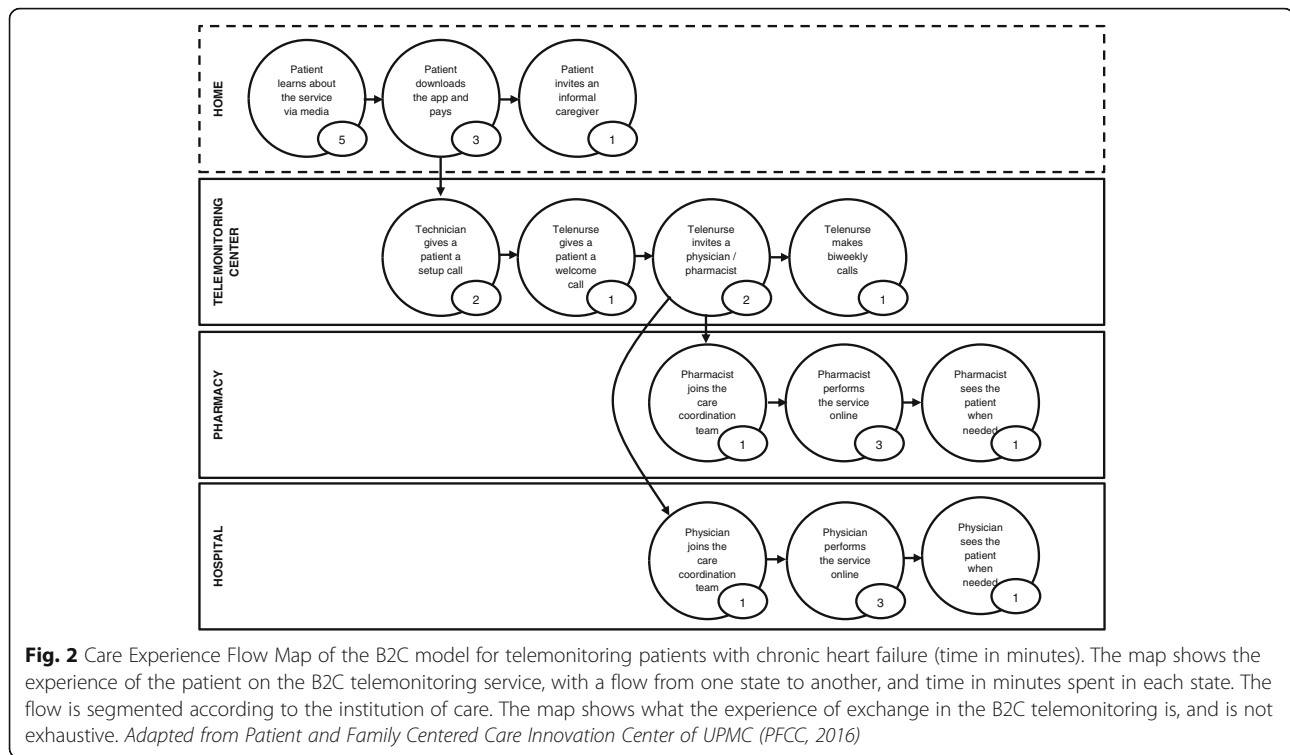 HOME
Patient
learns about
the service
via media
5
Patient
downloads
the app and
pays
3
Patient
invites an
informal
caregiver
1
TELEMONITORING
CENTER
Technician
gives a
patient a
setup call
2
Telenurse
gives a
patient a
welcome
call
1
Telenurse
invites a
physician /
pharmacist
2
Telenurse
makes
biweekly
calls
1
PHARMACY
Pharmacist
joins the
care
coordination
team
1
Pharmacist
performs
the service
online
3
Pharmacist
sees the
patient
when
needed
1
HOSPITAL
Physician
joins the
care
coordination
team
1
Physician
performs
the service
online
3
Physician
sees the
patient
when
needed
1
Fig. 2 Care Experience Flow Map of the B2C model for telemonitoring patients with chronic heart failure (time in minutes). The map shows the
experience of the patient on the B2C telemonitoring service, with a flow from one state to another, and time in minutes spent in each state. The
flow is segmented according to the institution of care. The map shows what the experience of exchange in the B2C telemonitoring is, and is not
exhaustive. Adapted from Patient and Family Centered Care Innovation Center of UPMC (PFCC, 2016)